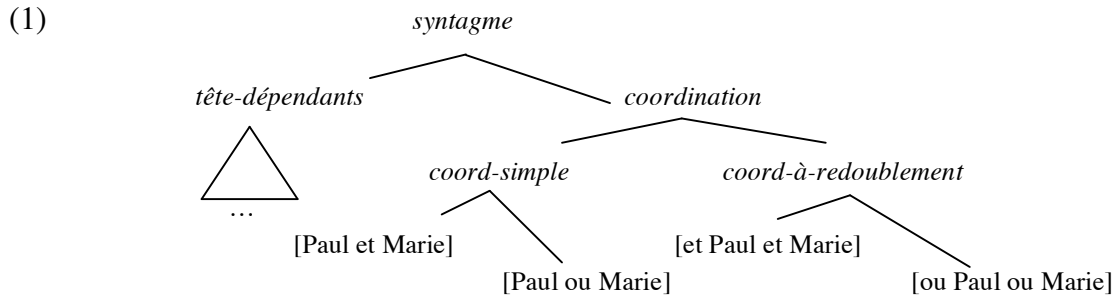 (1) syntagme
tête-dépendants coordination
coord-simple coord-à-redoublement
…
[Paul et Marie] [et Paul et Marie]
[Paul ou Marie] [ou Paul ou Marie]